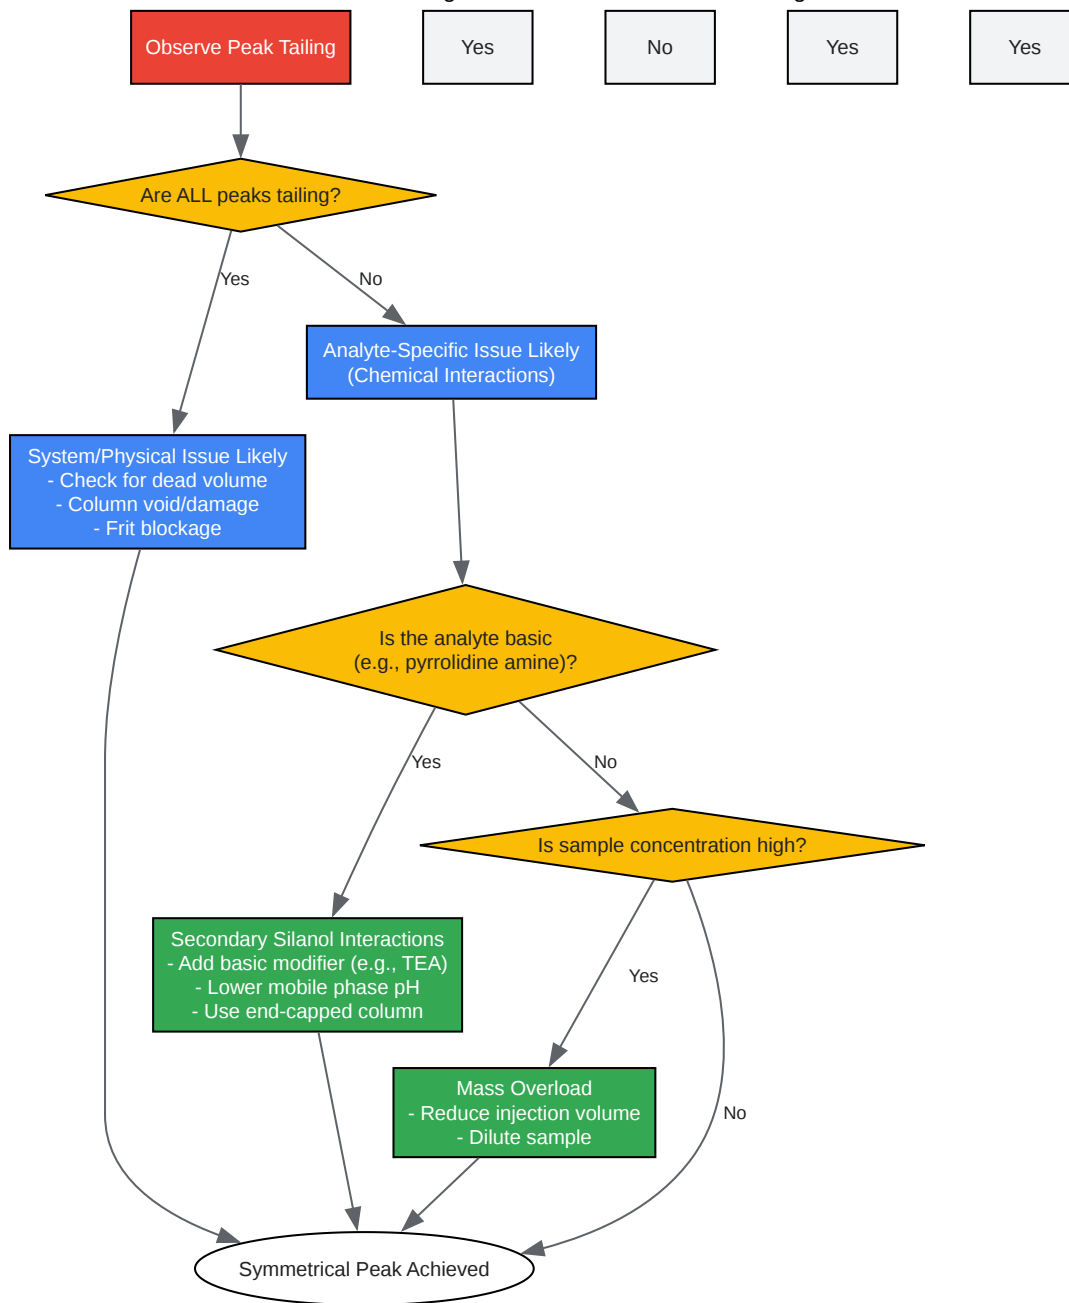 Observe Peak Tailing
Yes
No
Yes
Yes
Are ALL peaks tailing?
Yes
No
Analyte-Specific Issue Likely
(Chemical Interactions)
System/Physical Issue Likely
- Check for dead volume
- Column void/damage
- Frit blockage
Is the analyte basic
(e.g., pyrrolidine amine)?
Yes
No
Is sample concentration high?
Secondary Silanol Interactions
- Add basic modifier (e.g., TEA)
- Lower mobile phase pH
- Use end-capped column
Yes
Mass Overload
- Reduce injection volume
- Dilute sample
No
Symmetrical Peak Achieved